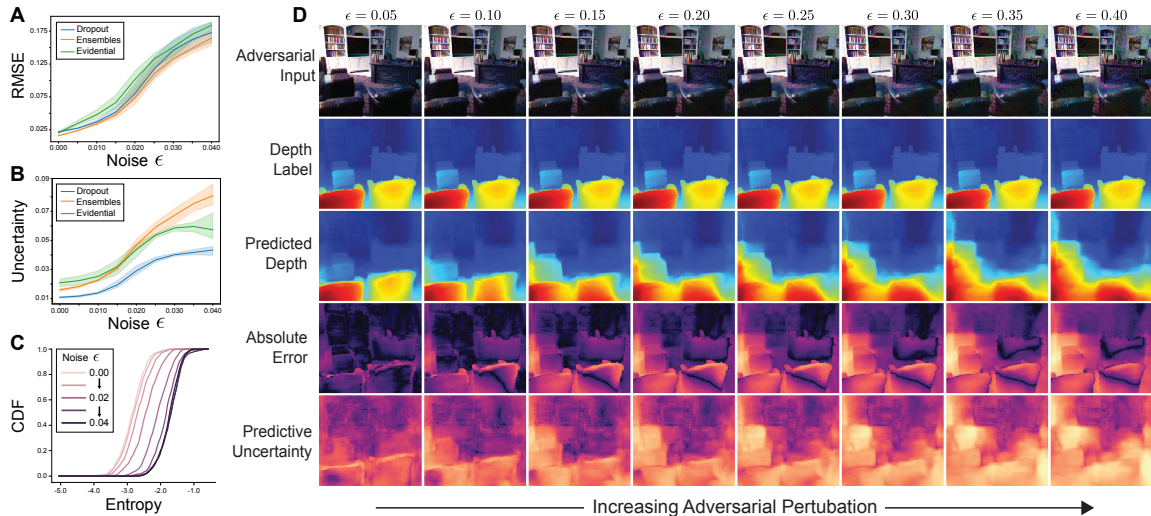 A
RMSE
0.175
0.125
0.075
0.025
Dropout
Ensembles
Evidential
0.000 0.010 0.020 0.030 0.040
Noise ϵ
B
Uncertainty
0.09
0.07
0.05
0.03
0.01
Dropout
Ensembles
Evidential
0.000 0.010 0.020 0.030 0.040
Noise ϵ
C
CDF
1.0
0.8
0.6
0.4
0.2
0.0
Noise ϵ
0.00
0.02
0.04
-5.0 -4.0 -3.0 -2.0 -1.0
Entropy
D
ϵ = 0.05 ϵ = 0.10 ϵ = 0.15 ϵ = 0.20 ϵ = 0.25 ϵ = 0.30 ϵ = 0.35 ϵ = 0.40
Adversarial
Input
Depth
Label
Predicted
Depth
Absolute
Error
Predictive
Uncertainty
Increasing Adversarial Pertubation